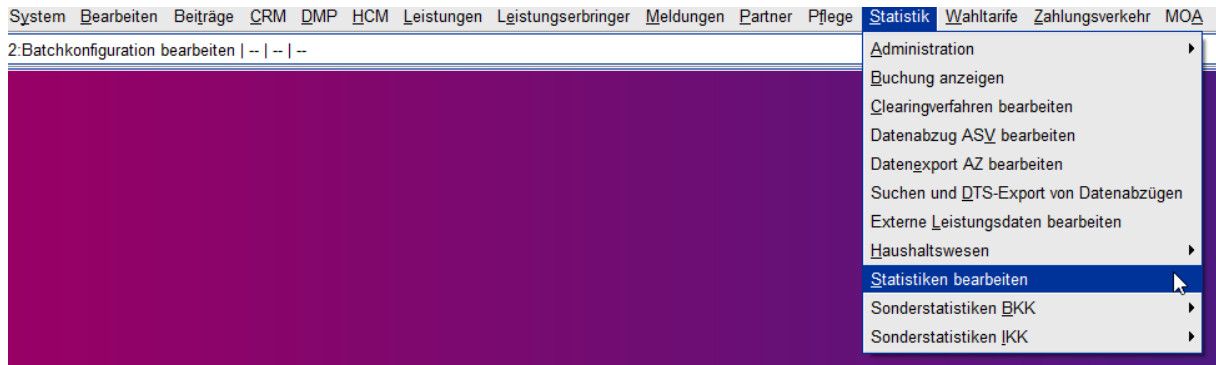 System Bearbeiten Beiträge CRM DMP HCM Leistungen Leistungserbringer Meldungen Partner Pflege Statistik Wahltarife Zahlungsverkehr MOA
2:Batchkonfiguration bearbeiten | -- | -- | --
Administration
Buchung anzeigen
Clearingverfahren bearbeiten
Datenabzug ASV bearbeiten
Datenexport AZ bearbeiten
Suchen und DTS-Export von Datenabzügen
Externe Leistungsdaten bearbeiten
Haushaltswesen
Statistiken bearbeiten
Sonderstatistiken BKK
Sonderstatistiken IKK